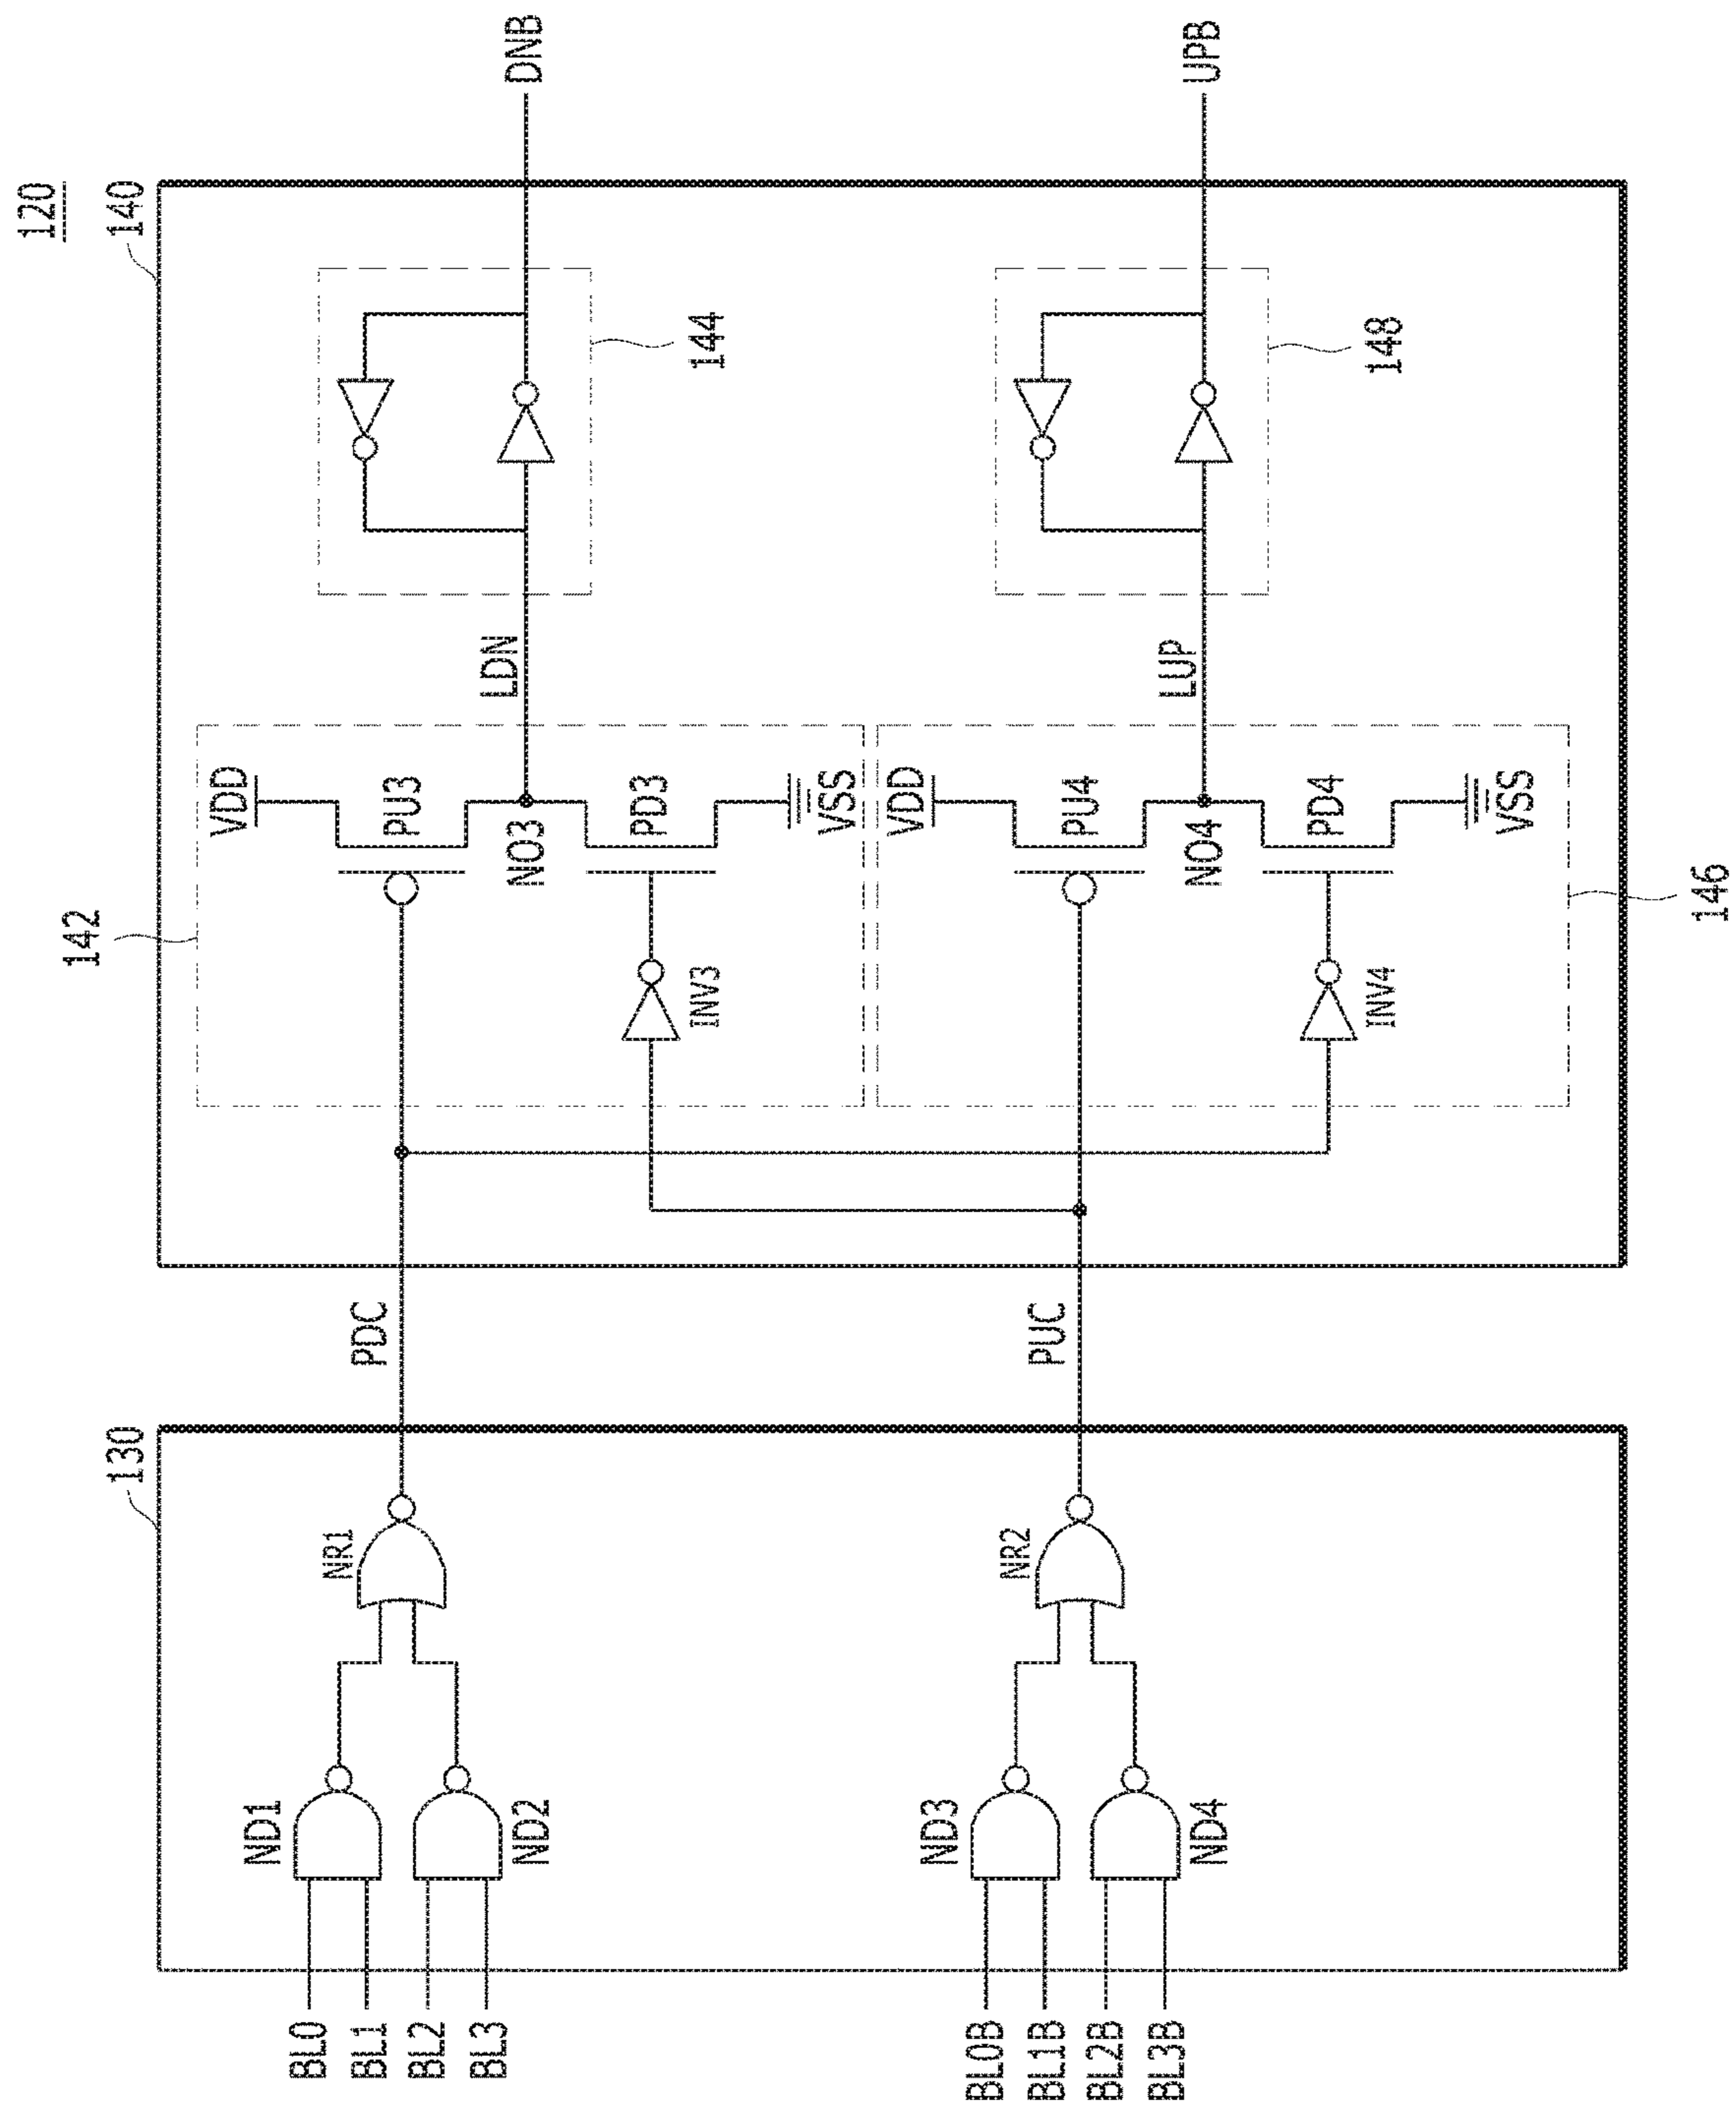 120
130
140
BL0
BL1
BL2
BL3
ND1
ND2
NR1
PDC
142
VDD
PU3
NO3
PD3
VSS
INV3
LDN
144
DNB
BL0B
BL1B
BL2B
BL3B
ND3
ND4
NR2
PUC
VDD
PU4
NO4
PD4
VSS
INV4
146
LUP
148
UPB